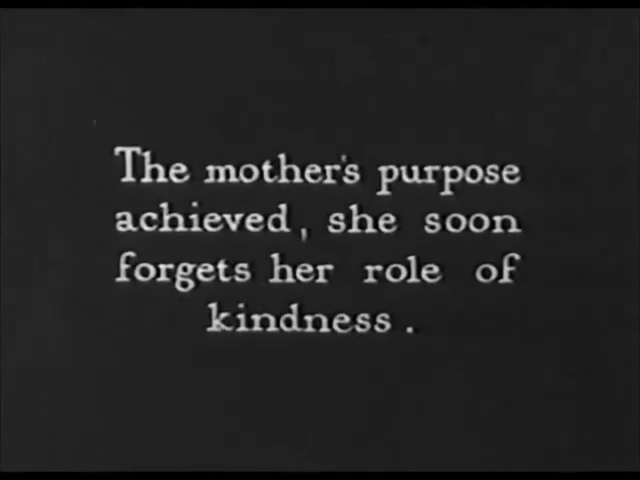 The mother's purpose
achieved, she soon
forgets her role of
kindness.